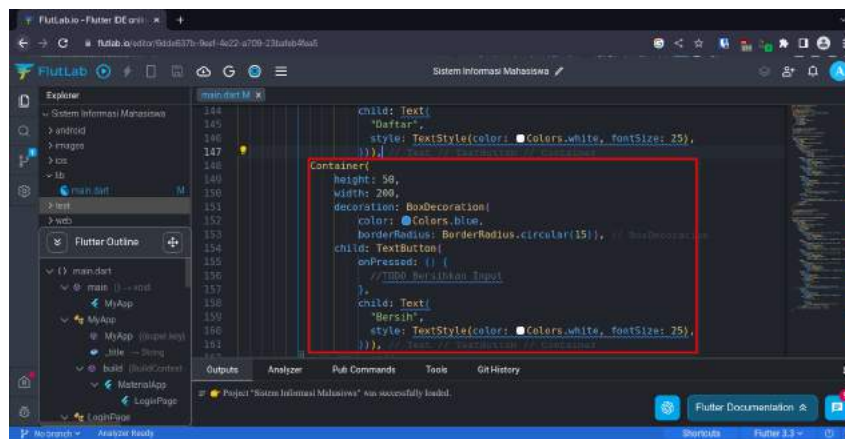 FlutLab.io - Flutter IDE onli
flutlab.io/editor/
FlutLab
Sistem Informasi Mahasiswa
Explorer
main.dart M
Sistem Informasi Mahasiswa
android
images
ios
lib
main.dart M
test
web
Flutter Outline
main.dart
main () → void
MyApp
MyApp
MyApp
_title → String
build
MaterialApp
LoginPage
LoginPage
144 child: Text(
145 "Daftar",
146 style: TextStyle(color: Colors.white, fontSize: 25),
147 ))), // Text // TextButton // Container
148 Container(
149 height: 50,
150 width: 200,
151 decoration: BoxDecoration(
152 color: Colors.blue,
153 borderRadius: BorderRadius.circular(15)), // BoxDecoration
154 child: TextButton(
155 onPressed: () {
156 //TODO Bersihkan Input
157 },
158 child: Text(
159 "Bersih",
160 style: TextStyle(color: Colors.white, fontSize: 25),
161 ))), // Text // TextButton // Container
Outputs Analyzer Pub Commands Tools Git History
Project "Sistem Informasi Mahasiswa" was successfully loaded.
Flutter Documentation
No branch Analyzer Ready
Shortcuts Flutter 3.3